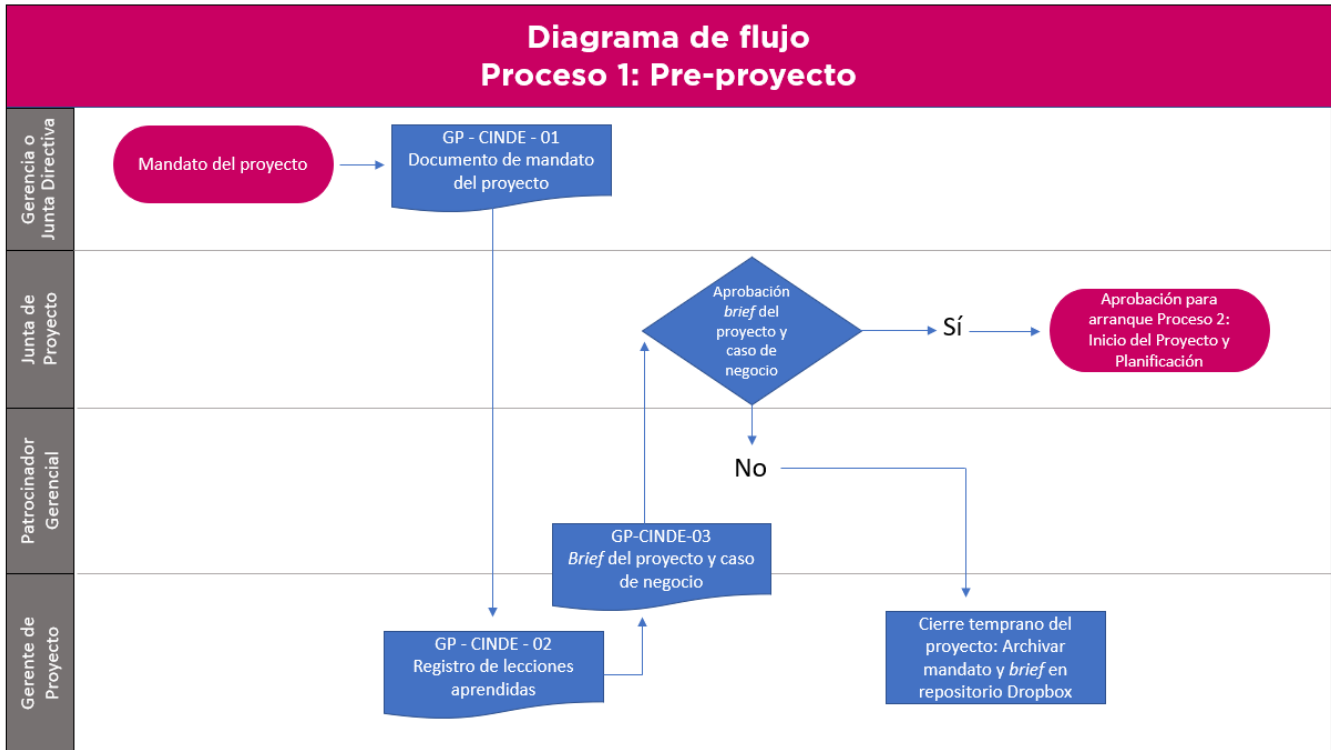 Diagrama de flujo
Proceso 1: Pre-proyecto
Gerencia o
Junta Directiva
Mandato del proyecto
GP - CINDE - 01
Documento de mandato
del proyecto
Junta de
Proyecto
Aprobación
brief del
proyecto y
caso de
negocio
Sí
Aprobación para
arranque Proceso 2:
Inicio del Proyecto y
Planificación
Patrocinador
Gerencial
No
GP-CINDE-03
Brief del proyecto y caso
de negocio
Gerente de
Proyecto
GP - CINDE - 02
Registro de lecciones
aprendidas
Cierre temprano del
proyecto: Archivar
mandato y brief en
repositorio Dropbox